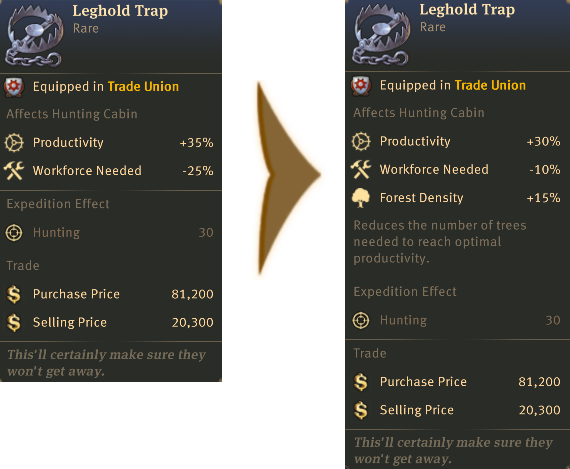 Leghold Trap
Rare
Equipped in Trade Union
Affects Hunting Cabin
Productivity +35%
Workforce Needed -25%
Expedition Effect
Hunting 30
Trade
Purchase Price 81,200
Selling Price 20,300
This'll certainly make sure they
won't get away.
Leghold Trap
Rare
Equipped in Trade Union
Affects Hunting Cabin
Productivity +30%
Workforce Needed -10%
Forest Density +15%
Reduces the number of trees
needed to reach optimal
productivity.
Expedition Effect
Hunting 30
Trade
Purchase Price 81,200
Selling Price 20,300
This'll certainly make sure they
won't get away.